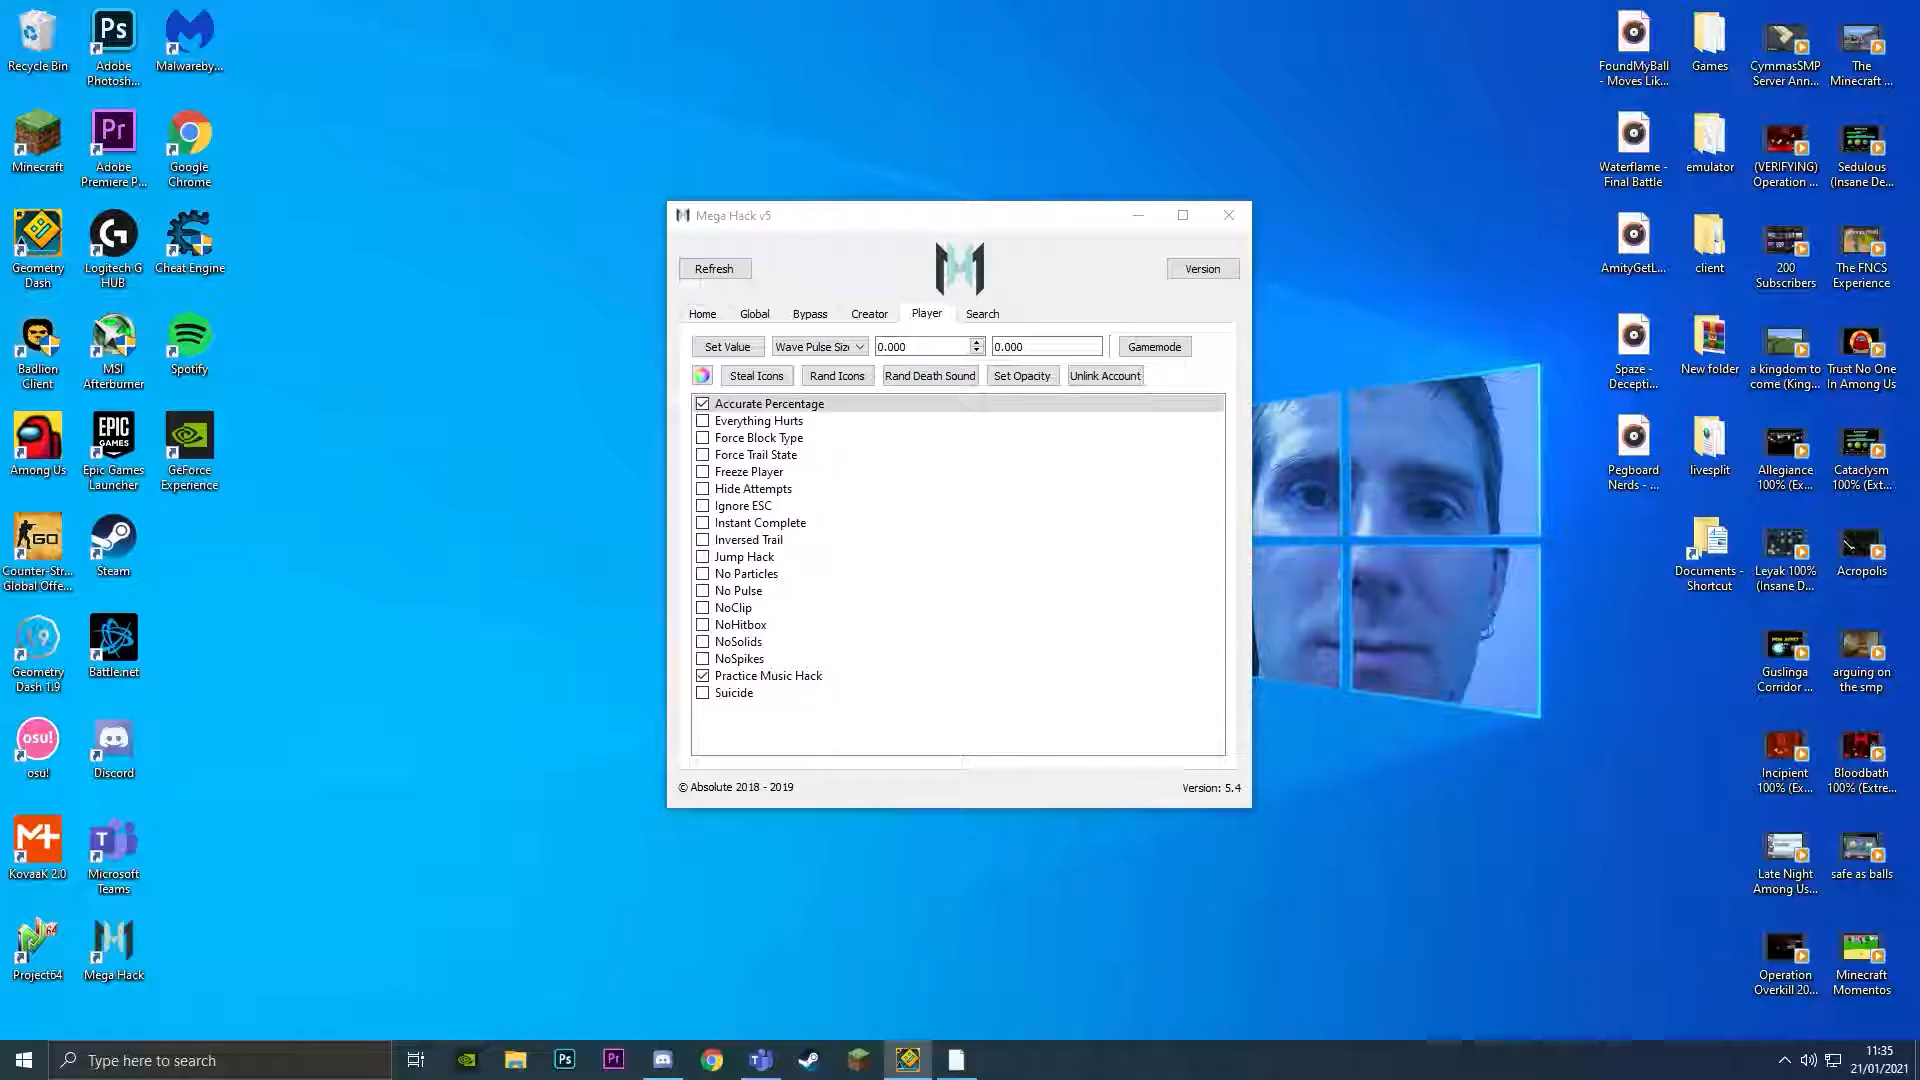 Recycle Bin
Adobe
Photosh...
Malwareby...
Minecraft
Adobe
Premiere P...
Google
Chrome
Geometry
Dash
Logitech G
HUB
Cheat Engine
Badlion
Client
MSI
Afterburner
Spotify
Among Us
Epic Games
Launcher
GeForce
Experience
Counter-Str...
Global Offe...
Steam
Geometry
Dash 1.9
Battle.net
osu!
Discord
KovaaK 2.0
Microsoft
Teams
Project64
Mega Hack
Mega Hack v5
Refresh
Version
Home Global Bypass Creator Player Search
Set Value Wave Pulse Size 0.000 0.000 Gamemode
Steal Icons Rand Icons Rand Death Sound Set Opacity Unlink Account
Accurate Percentage
Everything Hurts
Force Block Type
Force Trail State
Freeze Player
Hide Attempts
Ignore ESC
Instant Complete
Inversed Trail
Jump Hack
No Particles
No Pulse
NoClip
NoHitbox
NoSolids
NoSpikes
Practice Music Hack
Suicide
© Absolute 2018 - 2019
Version: 5.4
FoundMyBall
- Moves Lik...
Games
CymmasSMP
Server Ann...
The
Minecraft ...
Waterflame -
Final Battle
emulator
(VERIFYING)
Operation ...
Sedulous
(Insane De...
AmityGetL...
client
200
Subscribers
The FNCS
Experience
Spaze -
Decepti...
New folder
a kingdom to
come (King...
Trust No One
In Among Us
Pegboard
Nerds - ...
livesplit
Allegiance
100% (Ex...
Cataclysm
100% (Ext...
Documents -
Shortcut
Leyak 100%
(Insane D...
Acropolis
Guslinga
Corridor ...
arguing on
the smp
Incipient
100% (Ex...
Bloodbath
100% (Extre...
Late Night
Among Us...
safe as balls
Operation
Overkill 20...
Minecraft
Momentos
Type here to search
11:35
21/01/2021